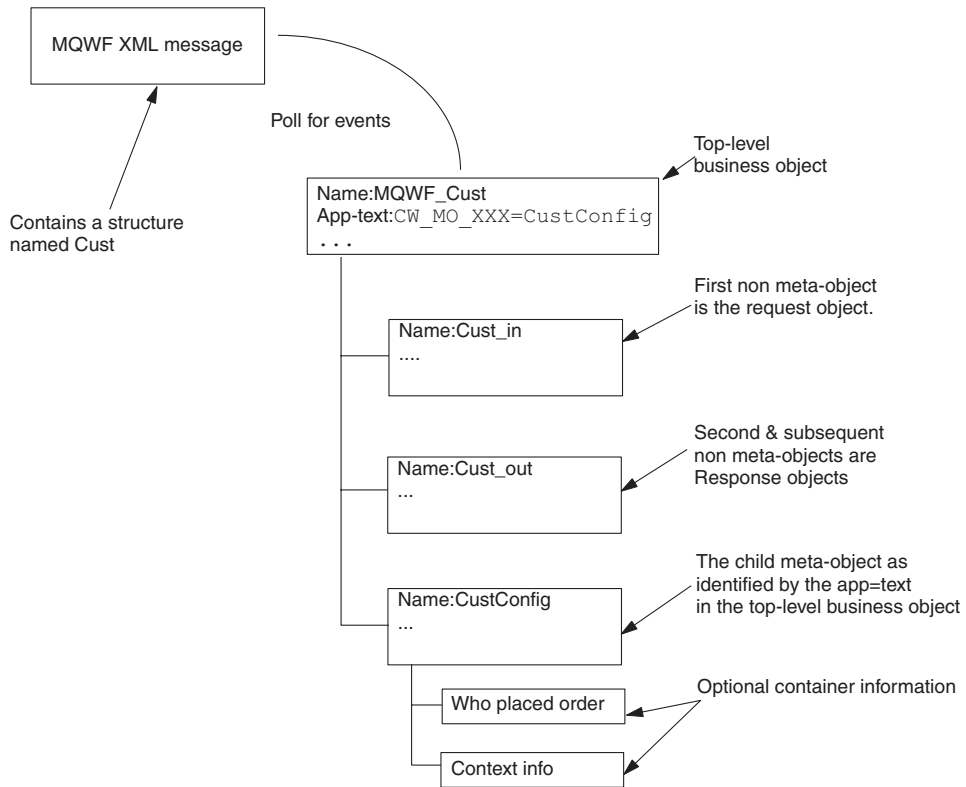 MQWF XML message
Poll for events
Contains a structure
named Cust
Top-level
business object
Name:MQWF_Cust
App-text:CW_MO_XXX=CustConfig
. . .
First non meta-object
is the request object.
Name:Cust_in
....
Second & subsequent
non meta-objects are
Response objects
Name:Cust_out
...
The child meta-object as
identified by the app=text
in the top-level business object
Name:CustConfig
...
Optional container information
Who placed order
Context info